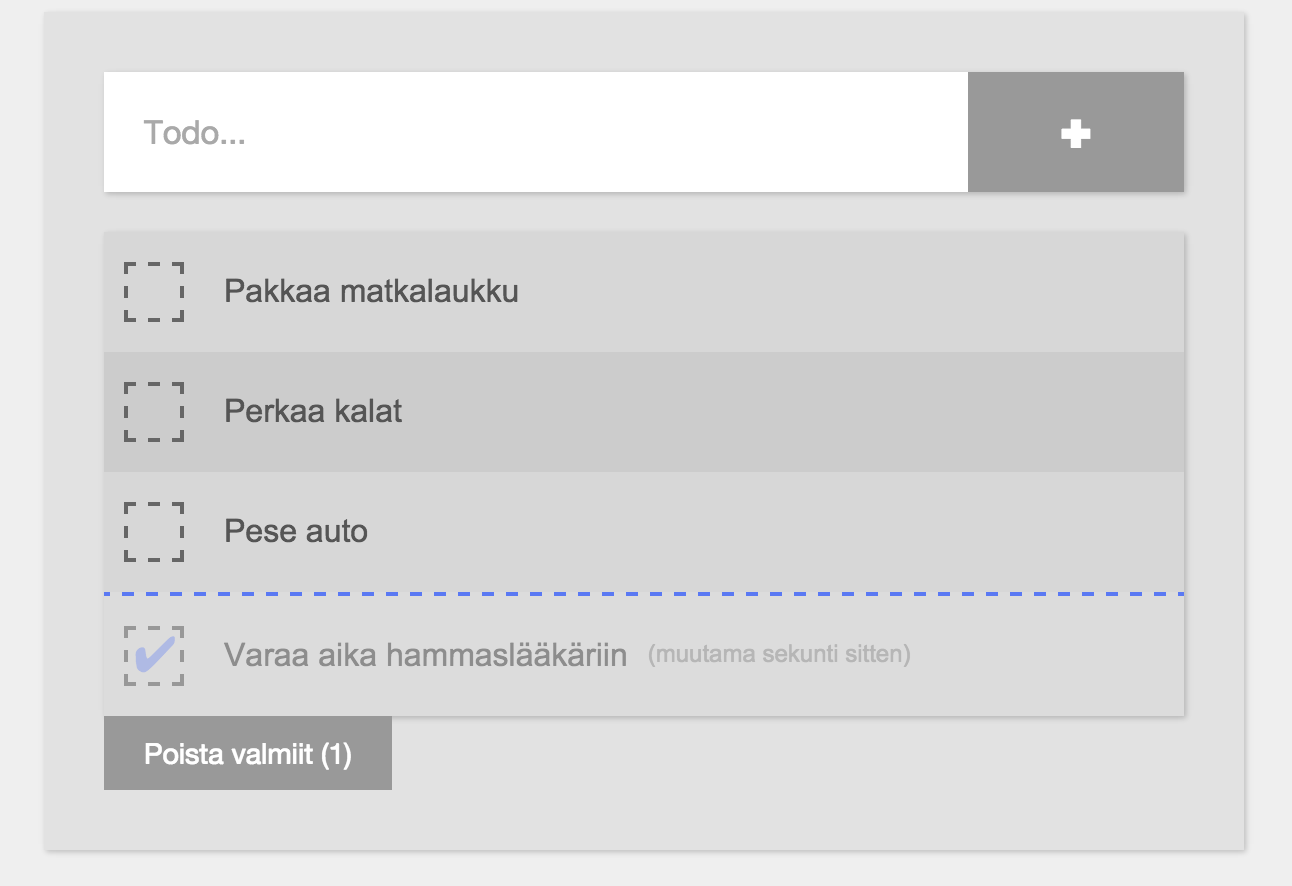 Todo...
Pakkaa matkalaukku
Perkaa kalat
Pese auto
Varaa aika hammaslääkäriin (muutama sekunti sitten)
Poista valmiit (1)